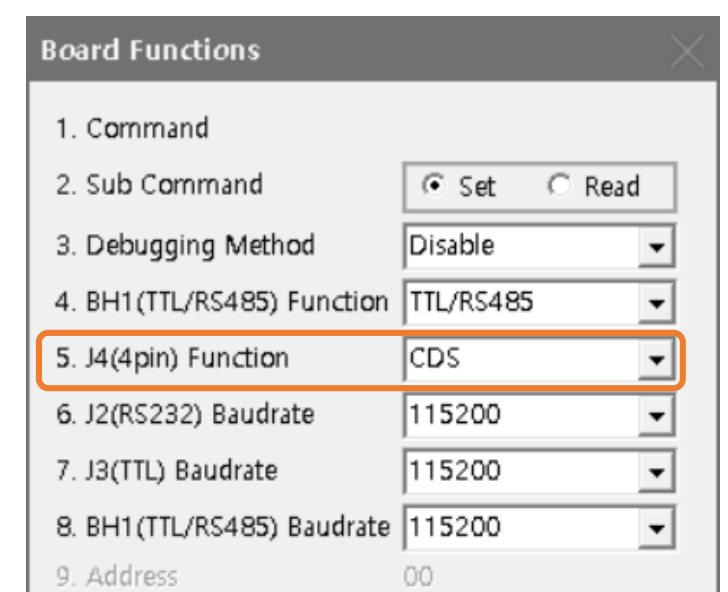 Board Functions
1. Command
2. Sub Command Set Read
3. Debugging Method Disable
4. BH1(TTL/RS485) Function TTL/RS485
5. J4(4pin) Function CDS
6. J2(RS232) Baudrate 115200
7. J3(TTL) Baudrate 115200
8. BH1(TTL/RS485) Baudrate 115200
9. Address 00